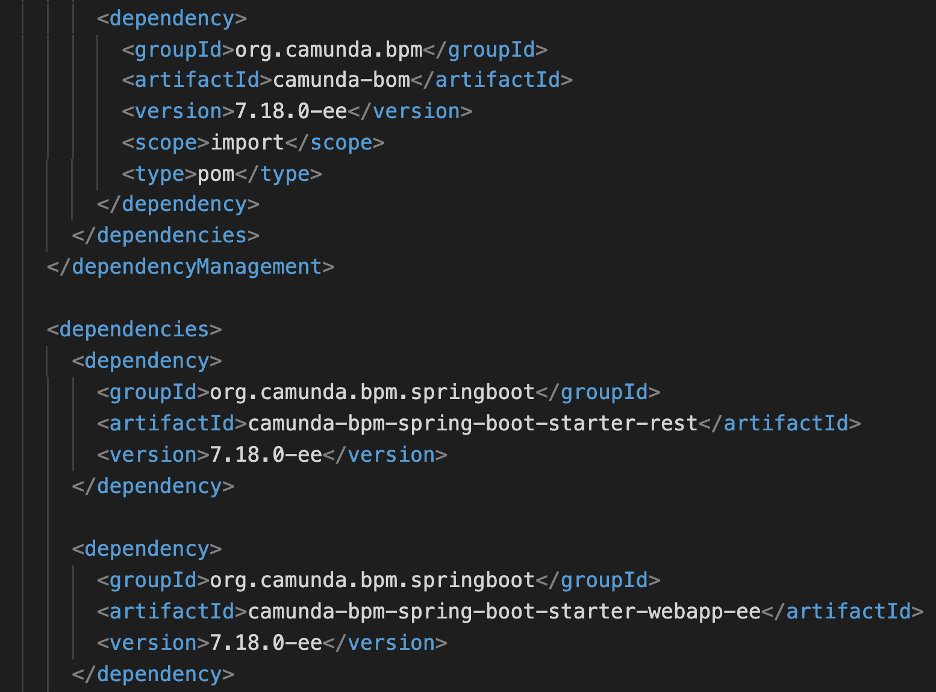 <dependency>
<groupId>org.camunda.bpm</groupId>
<artifactId>camunda-bom</artifactId>
<version>7.18.0-ee</version>
<scope>import</scope>
<type>pom</type>
</dependency>
</dependencies>
</dependencyManagement>
<dependencies>
<dependency>
<groupId>org.camunda.bpm.springboot</groupId>
<artifactId>camunda-bpm-spring-boot-starter-rest</artifactId>
<version>7.18.0-ee</version>
</dependency>
<dependency>
<groupId>org.camunda.bpm.springboot</groupId>
<artifactId>camunda-bpm-spring-boot-starter-webapp-ee</artifactId>
<version>7.18.0-ee</version>
</dependency>